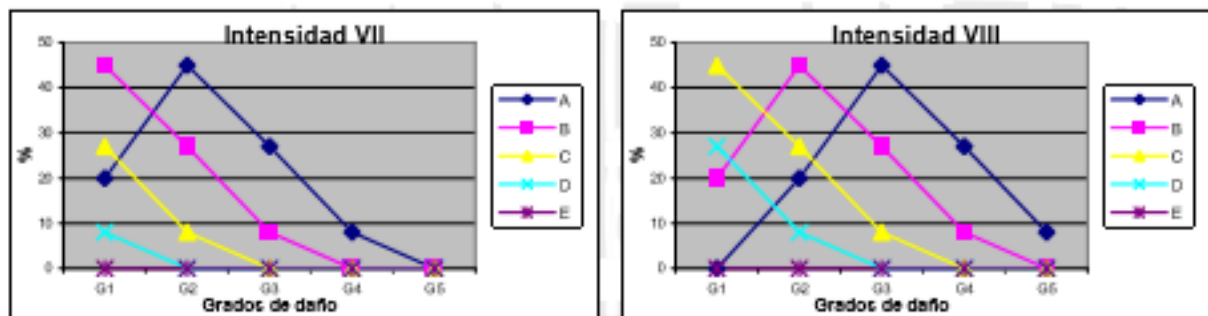 Intensidad VII
50
40
30
20
10
0
%
G1 G2 G3 G4 G5
Grados de daño
A
B
C
D
E
Intensidad VIII
50
40
30
20
10
0
%
G1 G2 G3 G4 G5
Grados de daño
A
B
C
D
E